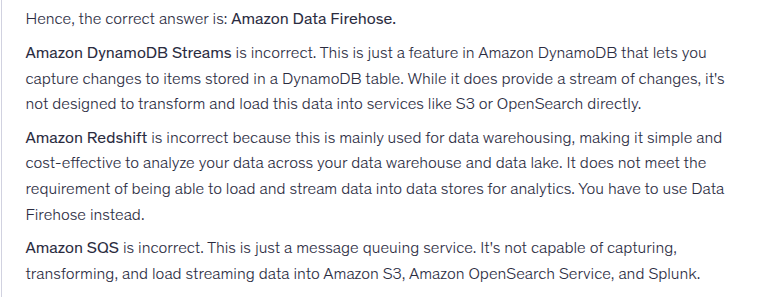 Hence, the correct answer is: Amazon Data Firehose.
Amazon DynamoDB Streams is incorrect. This is just a feature in Amazon DynamoDB that lets you
capture changes to items stored in a DynamoDB table. While it does provide a stream of changes, it's
not designed to transform and load this data into services like S3 or OpenSearch directly.
Amazon Redshift is incorrect because this is mainly used for data warehousing, making it simple and
cost-effective to analyze your data across your data warehouse and data lake. It does not meet the
requirement of being able to load and stream data into data stores for analytics. You have to use Data
Firehose instead.
Amazon SQS is incorrect. This is just a message queuing service. It's not capable of capturing,
transforming, and load streaming data into Amazon S3, Amazon OpenSearch Service, and Splunk.